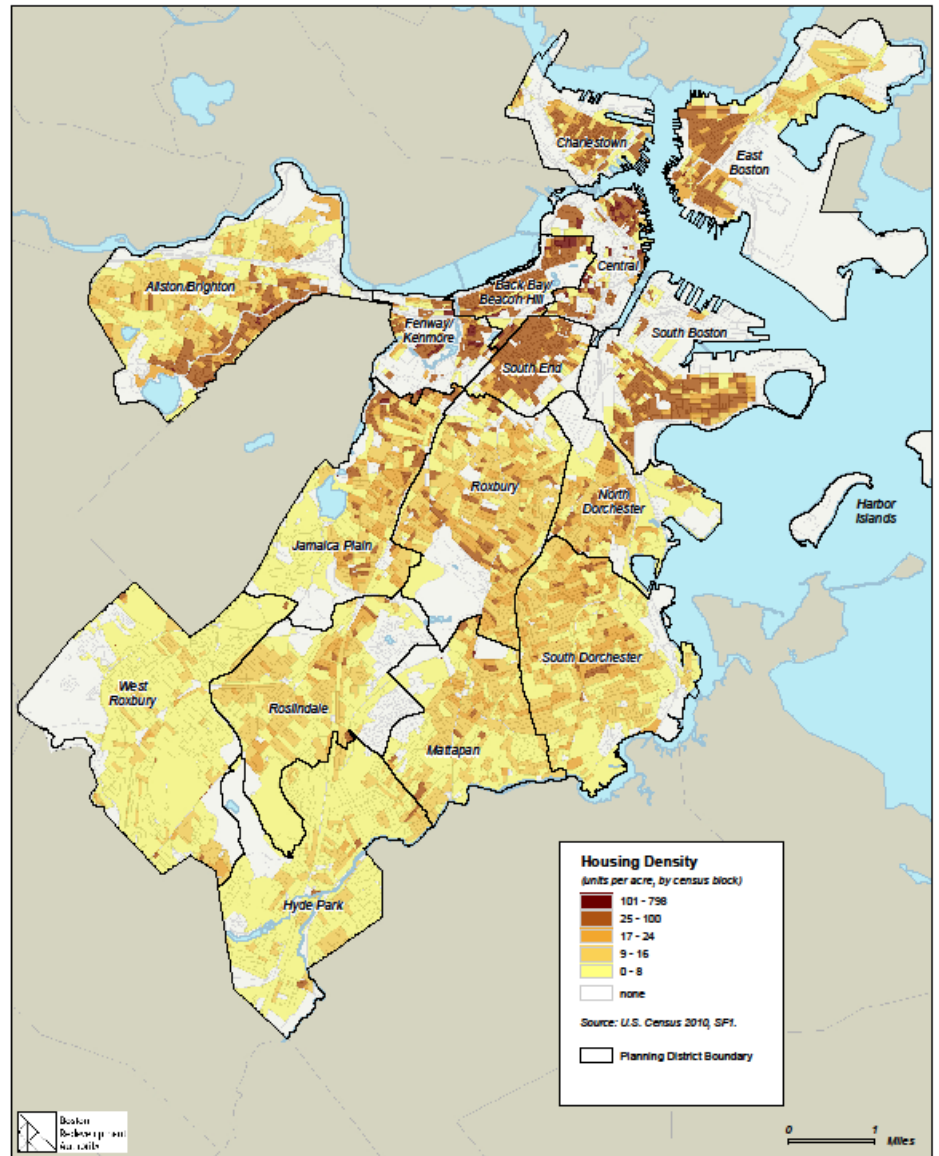 Charlestown
East
Boston
Central
Allston/Brighton
Back Bay/
Beacon Hill
Fenway/
Kenmore
South Boston
South End
Roxbury
North
Dorchester
Harbor
Islands
Jamaica Plain
South Dorchester
West
Roxbury
Roslindale
Mattapan
Hyde Park
Housing Density
(units per acre, by census block)
101 - 798
25 - 100
17 - 24
9 - 16
0 - 8
none
Source: U.S. Census 2010, SF1.
Planning District Boundary
Boston
Redevelopment
Authority
0 1
Miles